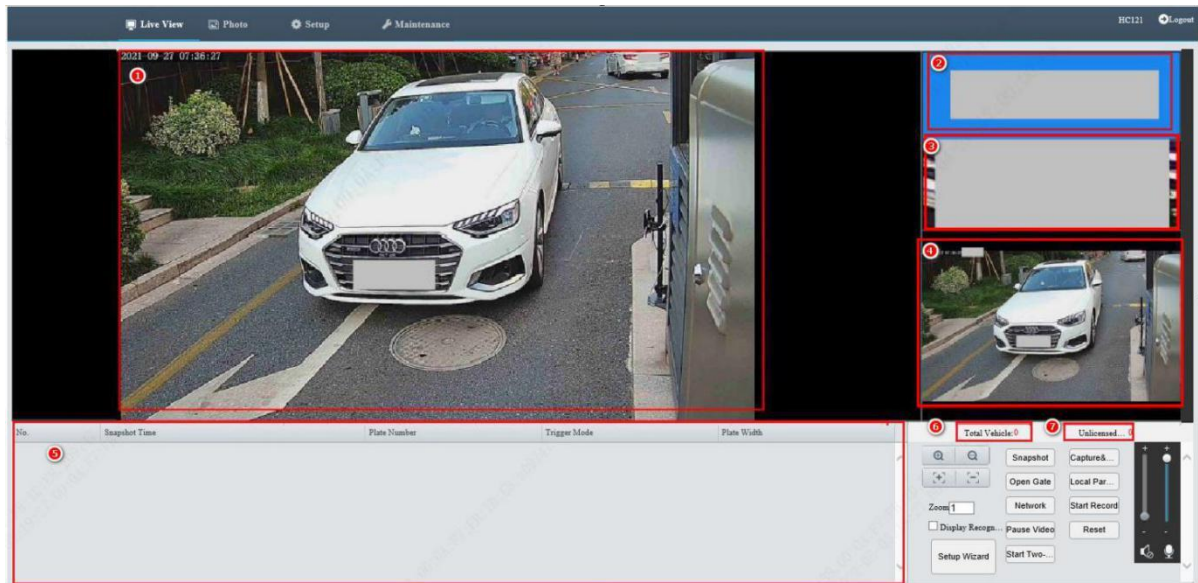 Live View Photo Setup Maintenance HC121 Logout
2021-09-27 07:36:27
1
2
3
4
No. Snapshot Time Plate Number Trigger Mode Plate Width
5
6 Total Vehicle:0 7 Unlicensed... 0
Snapshot Capture&...
Open Gate Local Par...
Zoom 1 Network Start Record
Display Recogn... Pause Video Reset
Setup Wizard Start Two-...